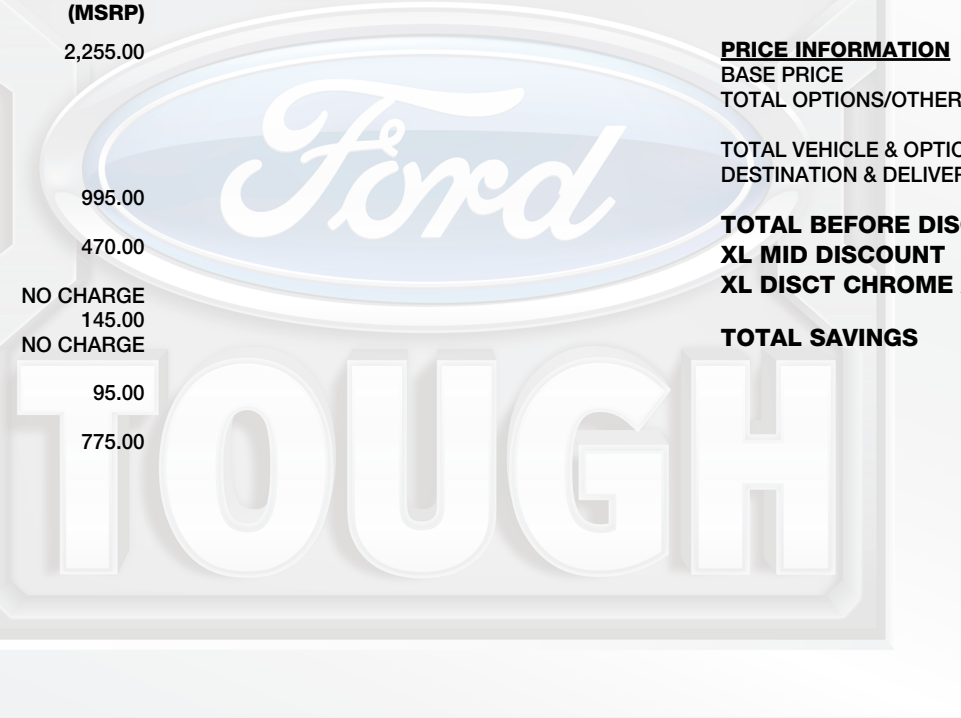 (MSRP)
2,255.00
995.00
470.00
NO CHARGE
145.00
NO CHARGE
95.00
775.00
PRICE INFORMATION
BASE PRICE
TOTAL OPTIONS/OTHER
TOTAL VEHICLE & OPTIO
DESTINATION & DELIVER
TOTAL BEFORE DIS
XL MID DISCOUNT
XL DISCT CHROME
TOTAL SAVINGS
Ford
TOUGH